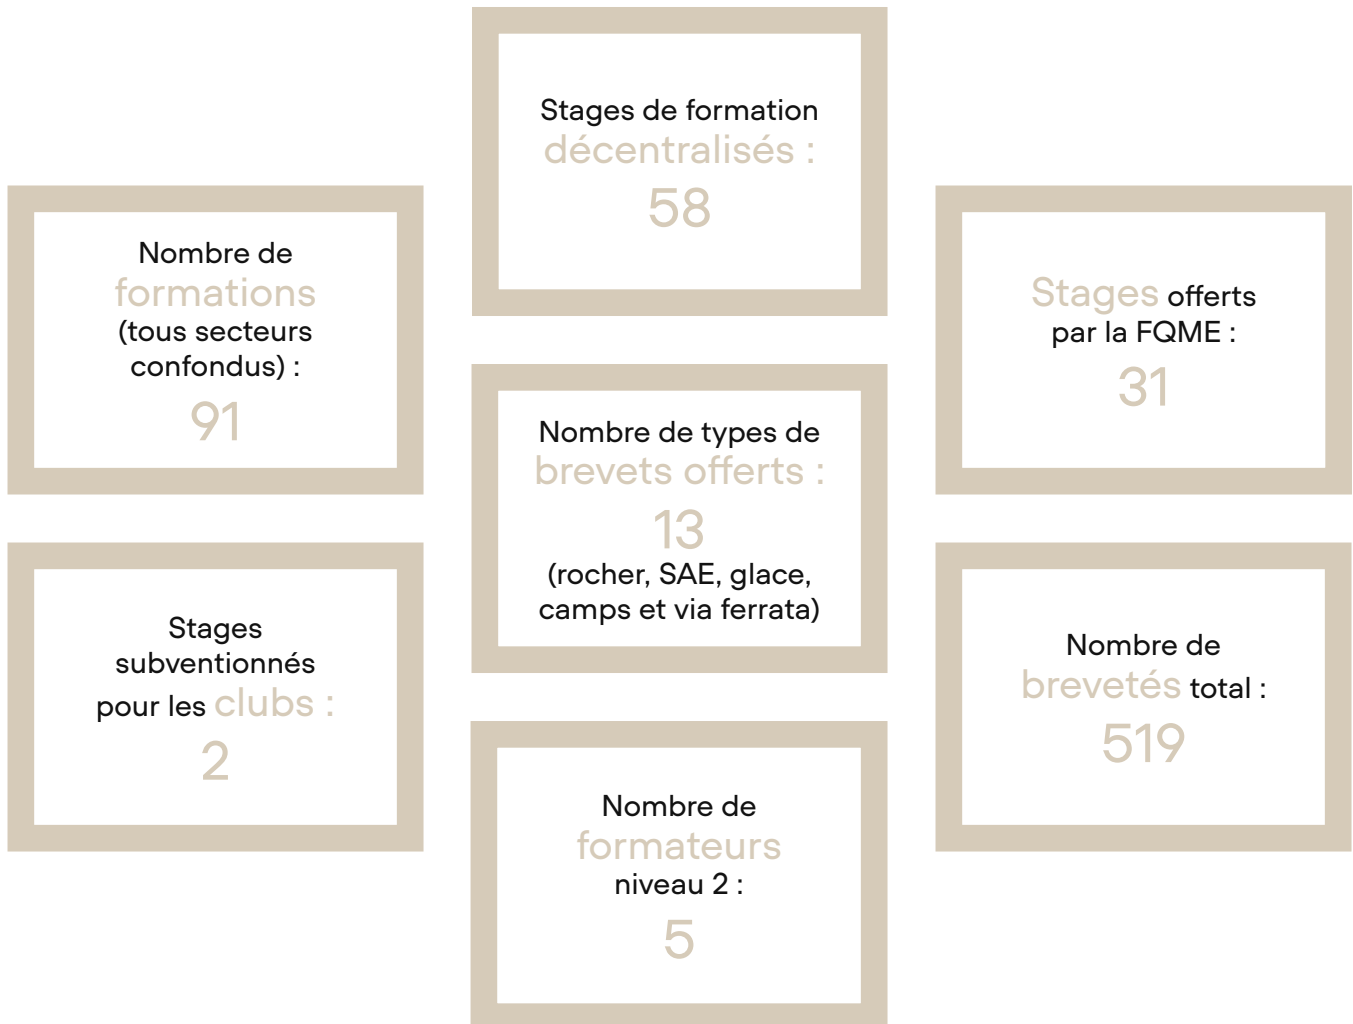 Stages de formation
décentralisés :
58
Nombre de
formations
(tous secteurs
confondus) :
91
Stages offerts
par la FQME :
31
Nombre de types de
brevets offerts :
13
(rocher, SAE, glace,
camps et via ferrata)
Stages
subventionnés
pour les clubs :
2
Nombre de
brevetés total :
519
Nombre de
formateurs
niveau 2 :
5